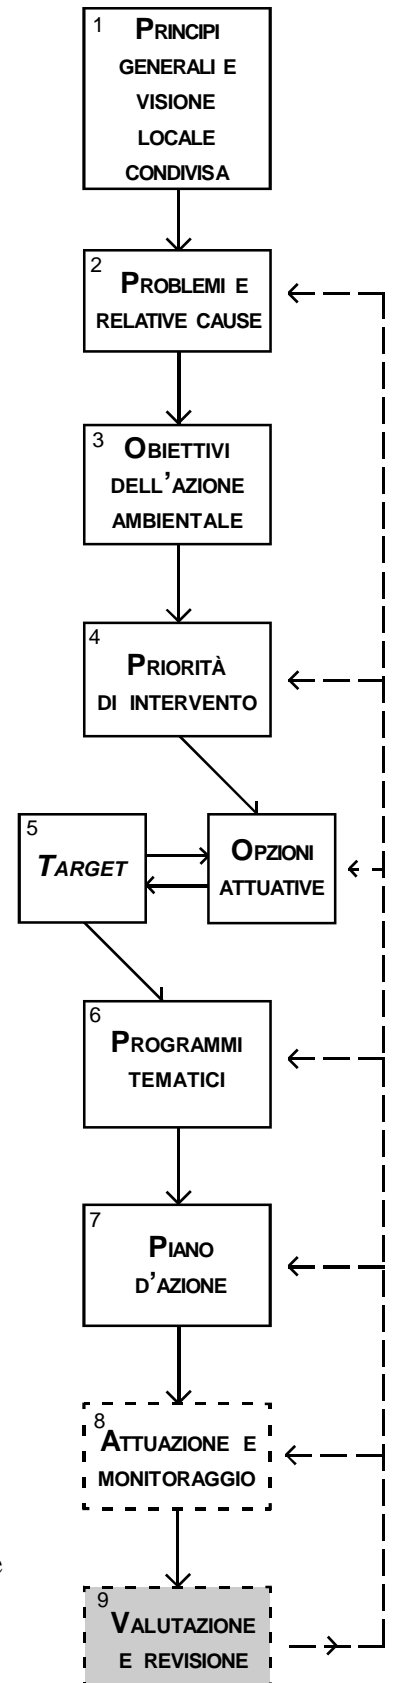 1 PRINCIPI
GENERALI E
VISIONE
LOCALE
CONDIVISA
2
PROBLEMI E
RELATIVE CAUSE
3 OBIETTIVI
DELL'AZIONE
AMBIENTALE
4
PRIORITÀ
DI INTERVENTO
5
TARGET
OPZIONI
ATTUATIVE
6
PROGRAMMI
TEMATICI
7
PIANO
D'AZIONE
8
ATTUAZIONE E
MONITORAGGIO
e
9
VALUTAZIONE
E REVISIONE